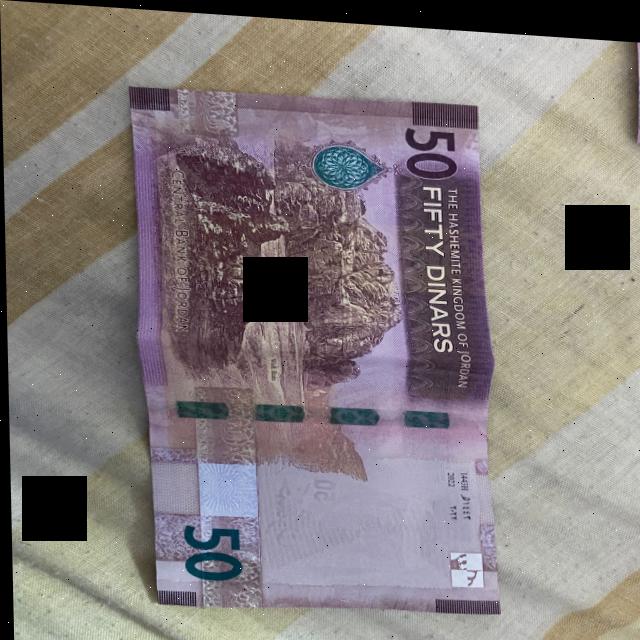 50
THE HASHEMITE KINGDOM OF JORDAN
FIFTY DINARS
CENTRAL BANK OF JORDAN
2022
50